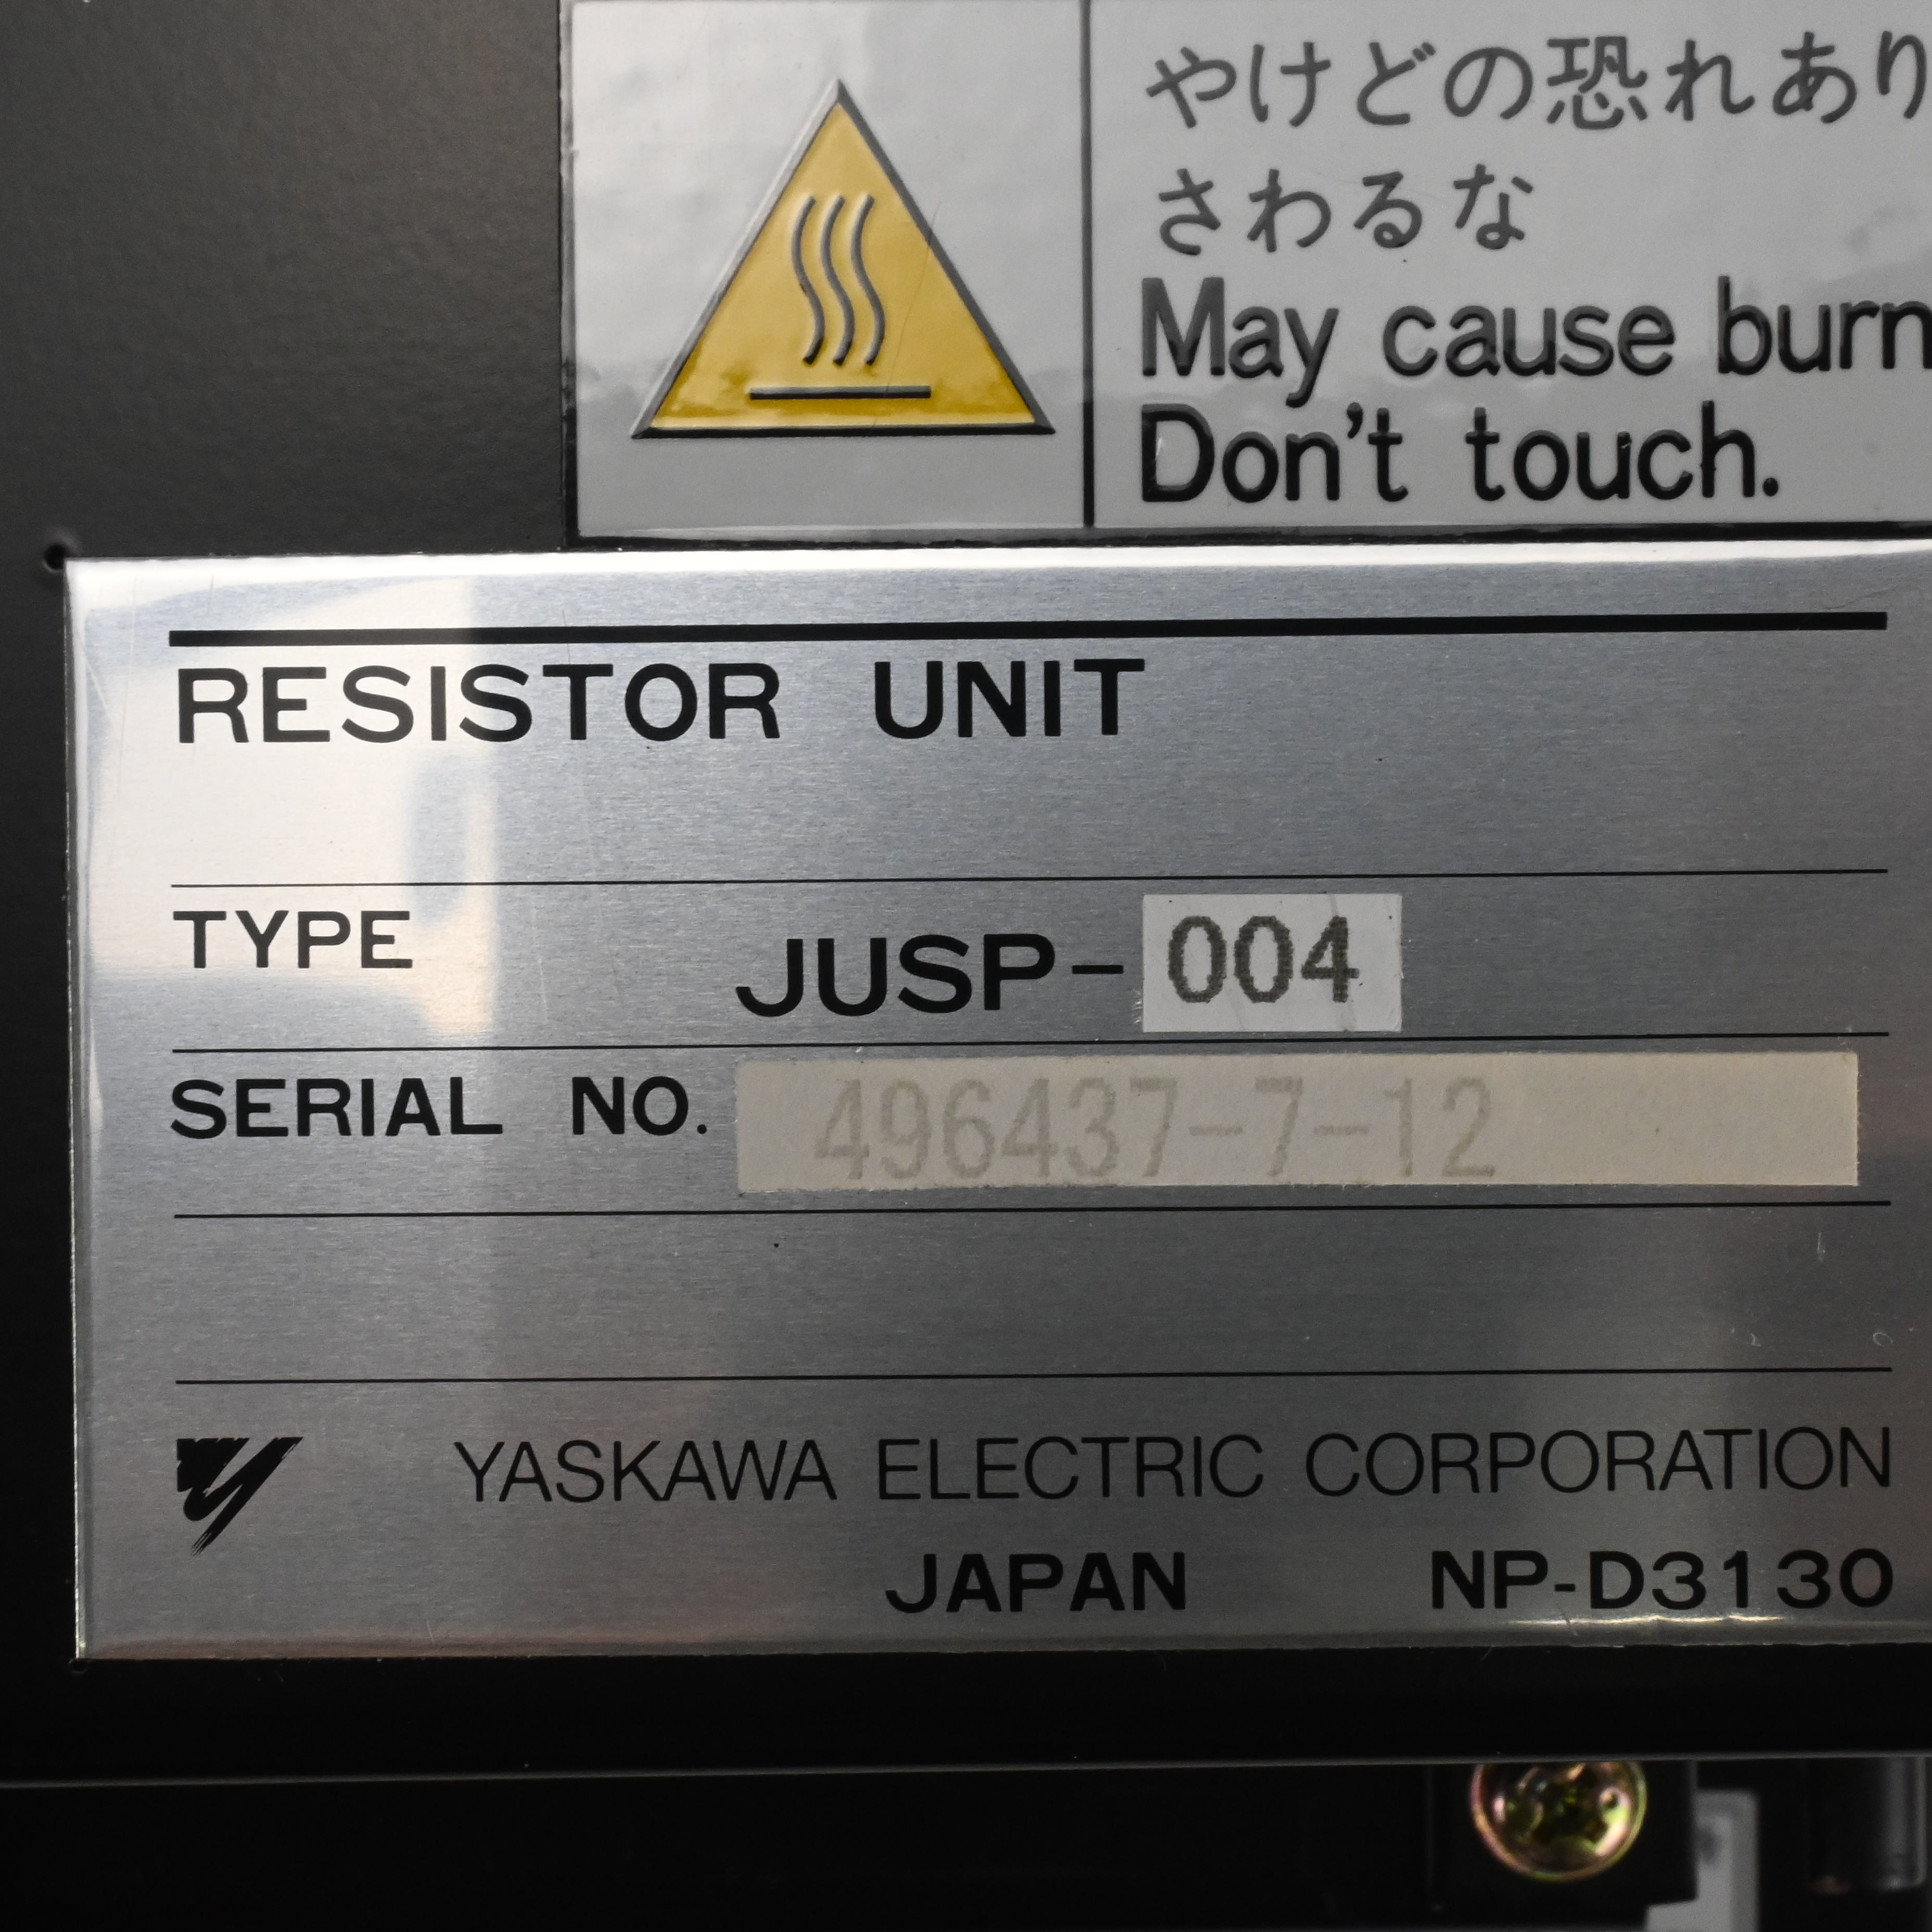 やけどの恐れあり
さわるな
May cause burn
Don't touch.
RESISTOR UNIT
TYPE JUSP-004
SERIAL NO. 496437-7-12
YASKAWA ELECTRIC CORPORATION
JAPAN NP-D3130